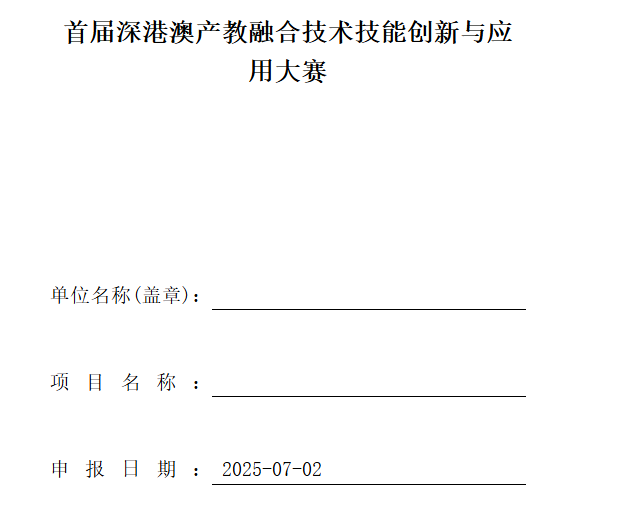 首届深港澳产教融合技术技能创新与应
用大赛
单位名称(盖章)：
项目名称：
申报日期：2025-07-02